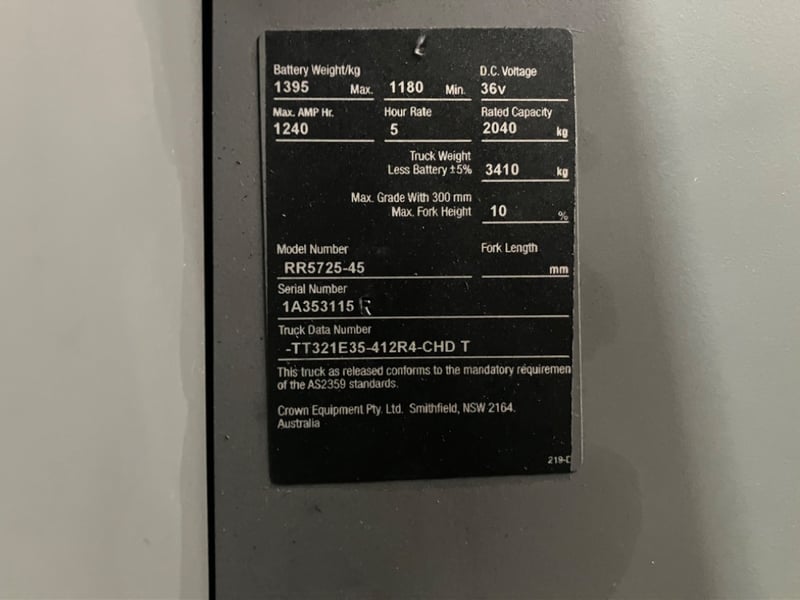 Battery Weight/kg D.C. Voltage
1395 Max. 1180 Min. 36v
Max. AMP Hr. Hour Rate Rated Capacity
1240 5 2040 kg
Truck Weight
Less Battery ±5% 3410 kg
Max. Grade With 300 mm
Max. Fork Height 10 %
Model Number Fork Length
RR5725-45 mm
Serial Number
1A353115 R
Truck Data Number
-TT321E35-412R4-CHD T
This truck as released conforms to the mandatory requiremen
of the AS2359 standards.
Crown Equipment Pty. Ltd. Smithfield, NSW 2164.
Australia
219-